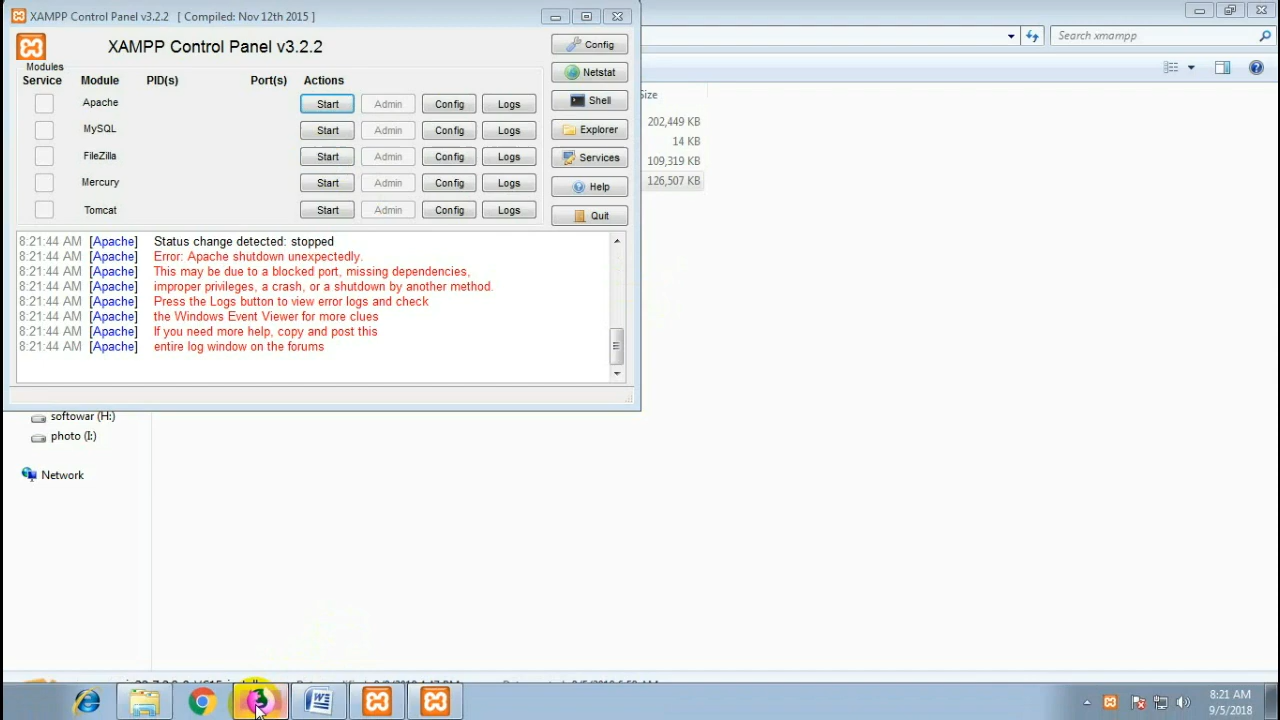 XAMPP Control Panel v3.2.2 [ Compiled: Nov 12th 2015 ]
Search xmampp
XAMPP Control Panel v3.2.2
Config
Modules
Service Module PID(s) Port(s) Actions
Netstat
Size
Apache Start Admin Config Logs
Shell
202,449 KB
MySQL Start Admin Config Logs
Explorer
14 KB
FileZilla Start Admin Config Logs
Services
109,319 KB
Mercury Start Admin Config Logs
Help
126,507 KB
Tomcat Start Admin Config Logs
Quit
8:21:44 AM [Apache] Status change detected: stopped
8:21:44 AM [Apache] Error: Apache shutdown unexpectedly.
8:21:44 AM [Apache] This may be due to a blocked port, missing dependencies,
8:21:44 AM [Apache] improper privileges, a crash, or a shutdown by another method.
8:21:44 AM [Apache] Press the Logs button to view error logs and check
8:21:44 AM [Apache] the Windows Event Viewer for more clues
8:21:44 AM [Apache] If you need more help, copy and post this
8:21:44 AM [Apache] entire log window on the forums
softowar (H:)
photo (I:)
Network
8:21 AM
9/5/2018